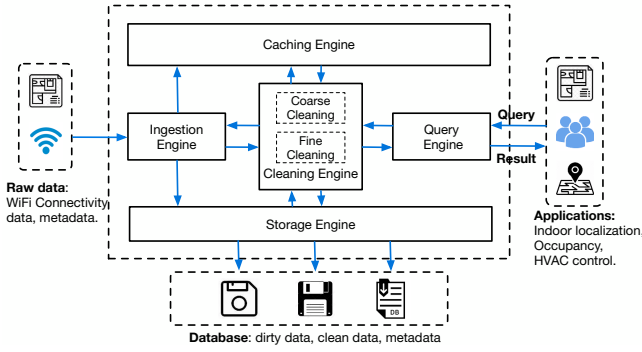 Caching Engine
Coarse
Cleaning
Fine
Cleaning
Cleaning Engine
Ingestion
Engine
Query
Engine
Query
Result
Storage Engine
Raw data:
WiFi Connectivity
data, metadata.
Applications:
Indoor localization,
Occupancy,
HVAC control.
DB
Database: dirty data, clean data, metadata